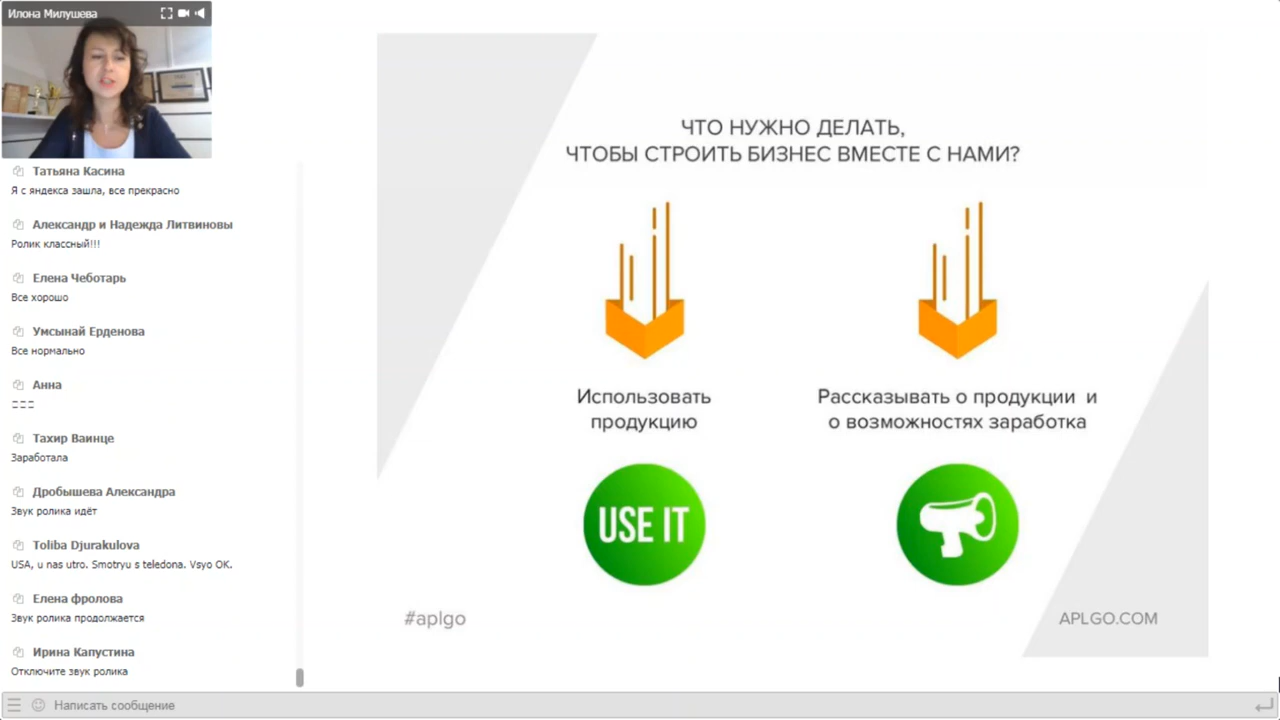 Илона Милушева
Татьяна Касина
Я с яндекса зашла, все прекрасно
Александр и Надежда Литвиновы
Ролик классный!!!
Елена Чеботарь
Все хорошо
Умсынай Ерденова
Все нормально
Анна
Тахир Ваинце
Заработала
Дробышева Александра
Звук ролика идёт
Toliba Djurakulova
USA, u nas utro. Smotryu s teledona. Vsyo OK.
Елена фролова
Звук ролика продолжается
Ирина Капустина
Отключите звук ролика
Написать сообщение
ЧТО НУЖНО ДЕЛАТЬ,
ЧТОБЫ СТРОИТЬ БИЗНЕС ВМЕСТЕ С НАМИ?
Использовать
продукцию
USE IT
Рассказывать о продукции и
о возможностях заработка
#aplgo
APLGO.COM